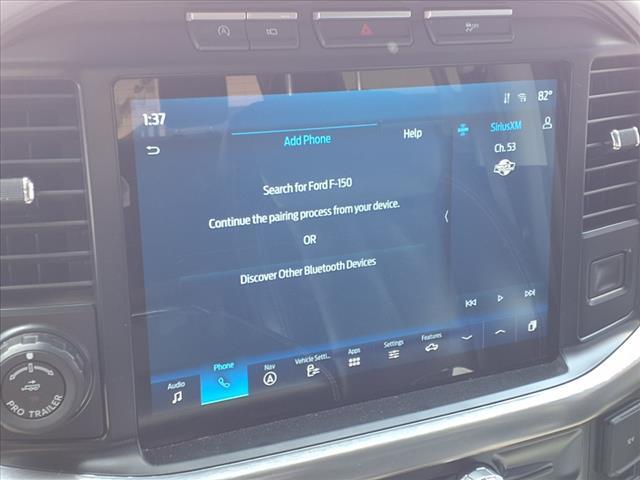 1:37
82°
Add Phone
Help
SiriusXM
Ch. 53
Search for Ford F-150
Continue the pairing process from your device.
OR
Discover Other Bluetooth Devices
Audio
Phone
Nav
Vehicle Setti...
Apps
Settings
Features
PRO TRAILER